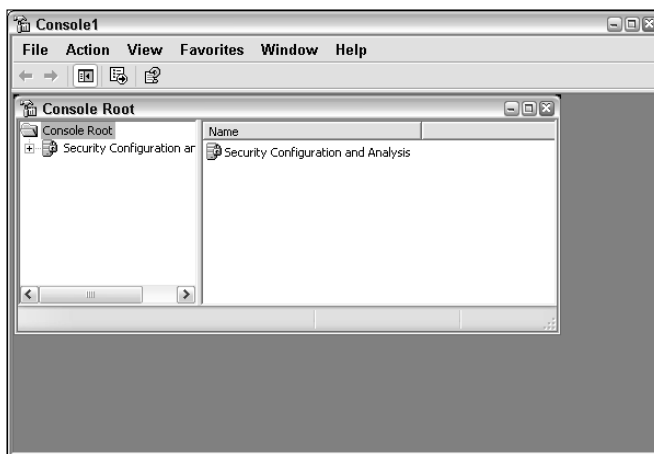 Console1
File Action View Favorites Window Help
Console Root
Console Root
Security Configuration ar
Name
Security Configuration and Analysis